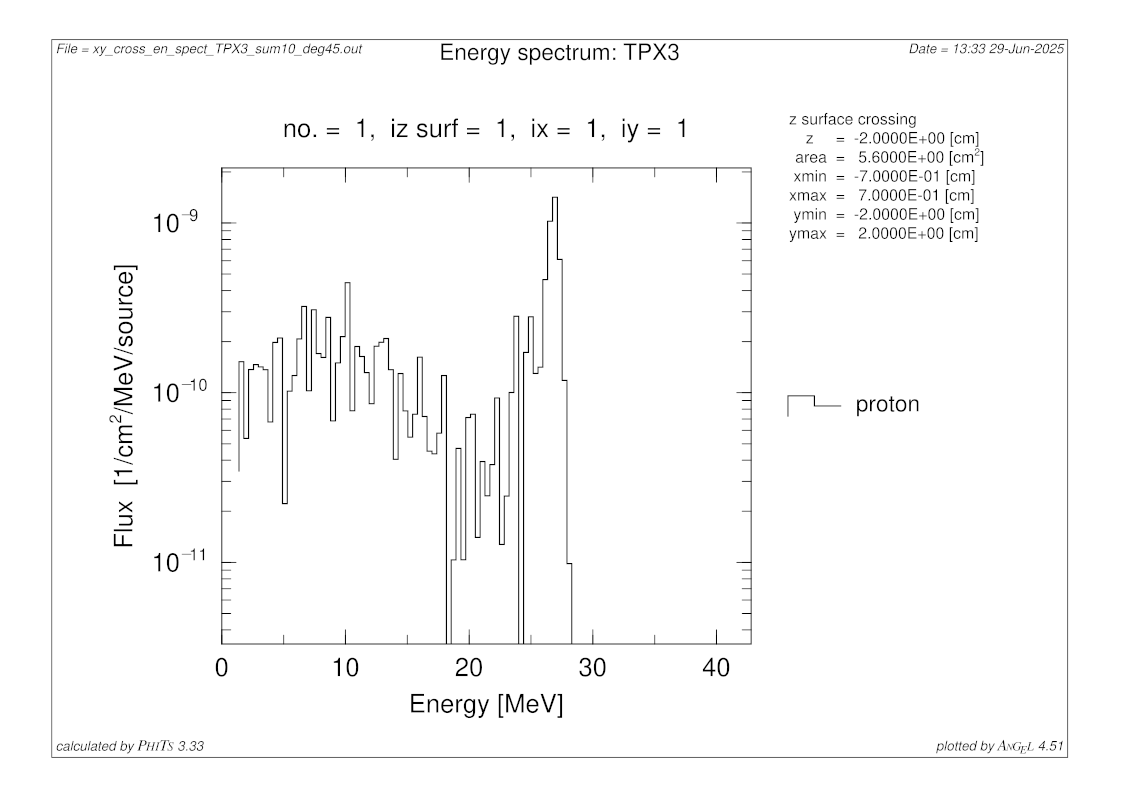 File = xy_cross_en_spect_TPX3_sum10_deg45.out
Energy spectrum: TPX3
Date = 13:33 29-Jun-2025
no. = 1, iz surf = 1, ix = 1, iy = 1
z surface crossing
z = -2.0000E+00 [cm]
area = 5.6000E+00 [cm²]
xmin = -7.0000E-01 [cm]
xmax = 7.0000E-01 [cm]
ymin = -2.0000E+00 [cm]
ymax = 2.0000E+00 [cm]
10⁻⁹
10⁻¹⁰
10⁻¹¹
Flux [1/cm²/MeV/source]
proton
0 10 20 30 40
Energy [MeV]
calculated by PHITS 3.33
plotted by ANGEL 4.51